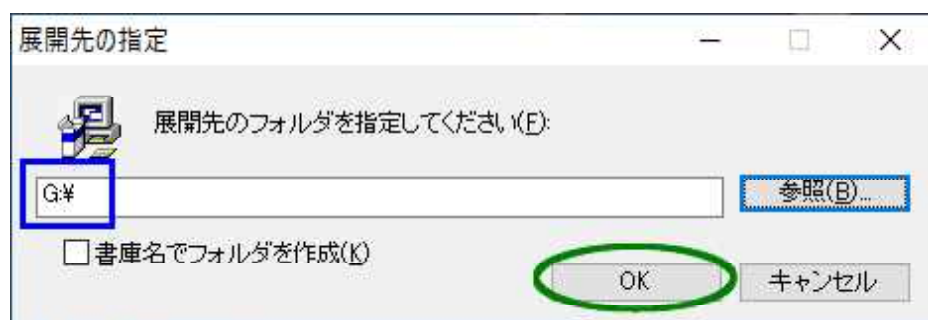 展開先の指定
展開先のフォルダを指定してください(F):
G:¥
参照(B)...
書庫名でフォルダを作成(K)
OK
キャンセル